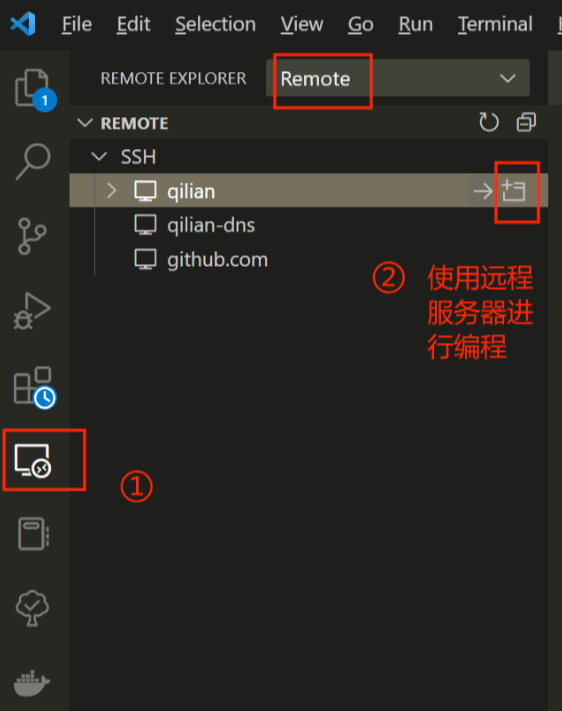 File Edit Selection View Go Run Terminal
REMOTE EXPLORER Remote
1
REMOTE
SSH
qilian
qilian-dns
github.com
② 使用远程
服务器进
行编程
①